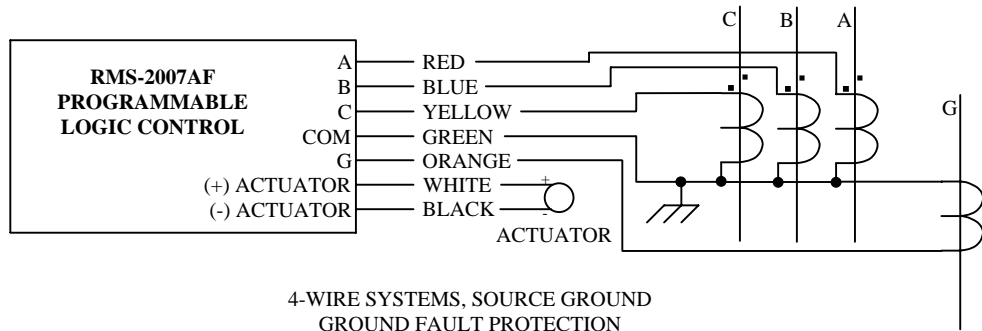 C B A
RMS-2007AF
PROGRAMMABLE
LOGIC CONTROL
A RED
B BLUE
C YELLOW
COM GREEN
G ORANGE
(+) ACTUATOR WHITE
(-) ACTUATOR BLACK
+
-
ACTUATOR
G
4-WIRE SYSTEMS, SOURCE GROUND
GROUND FAULT PROTECTION